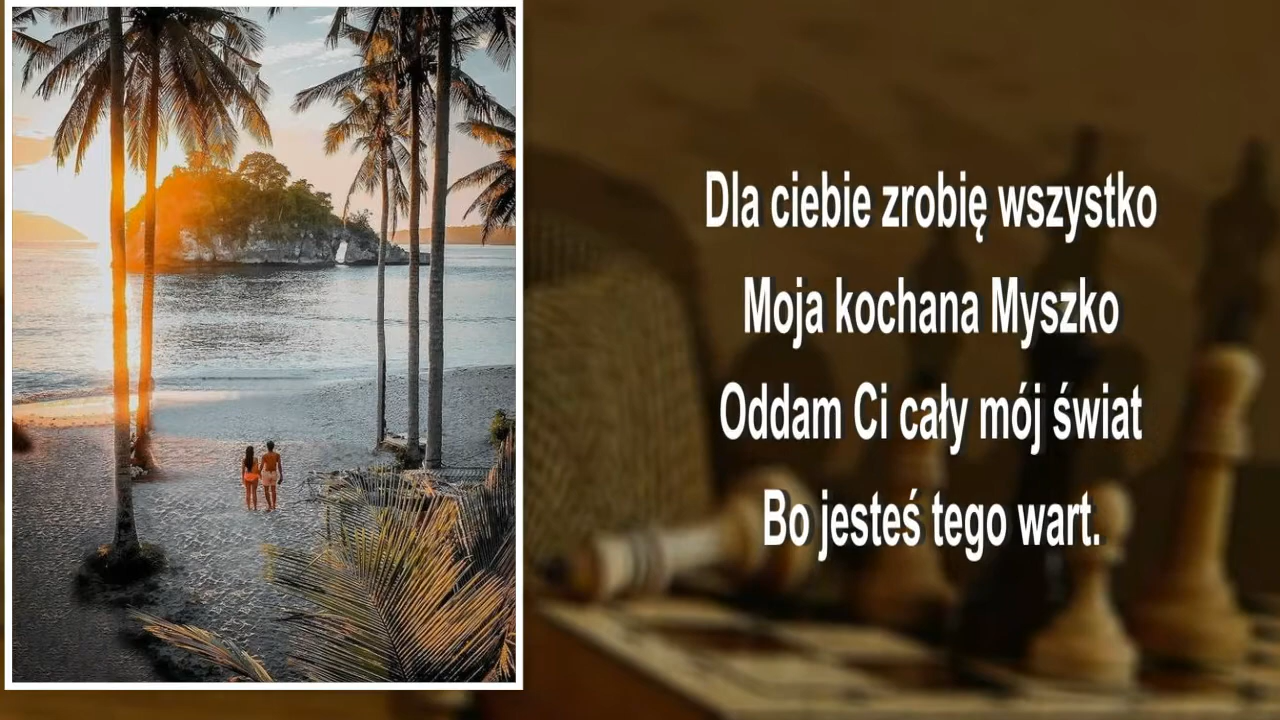 Dla ciebie zrobię wszystko
Moja kochana Myszko
Oddam Ci cały mój świat
Bo jesteś tego wart.